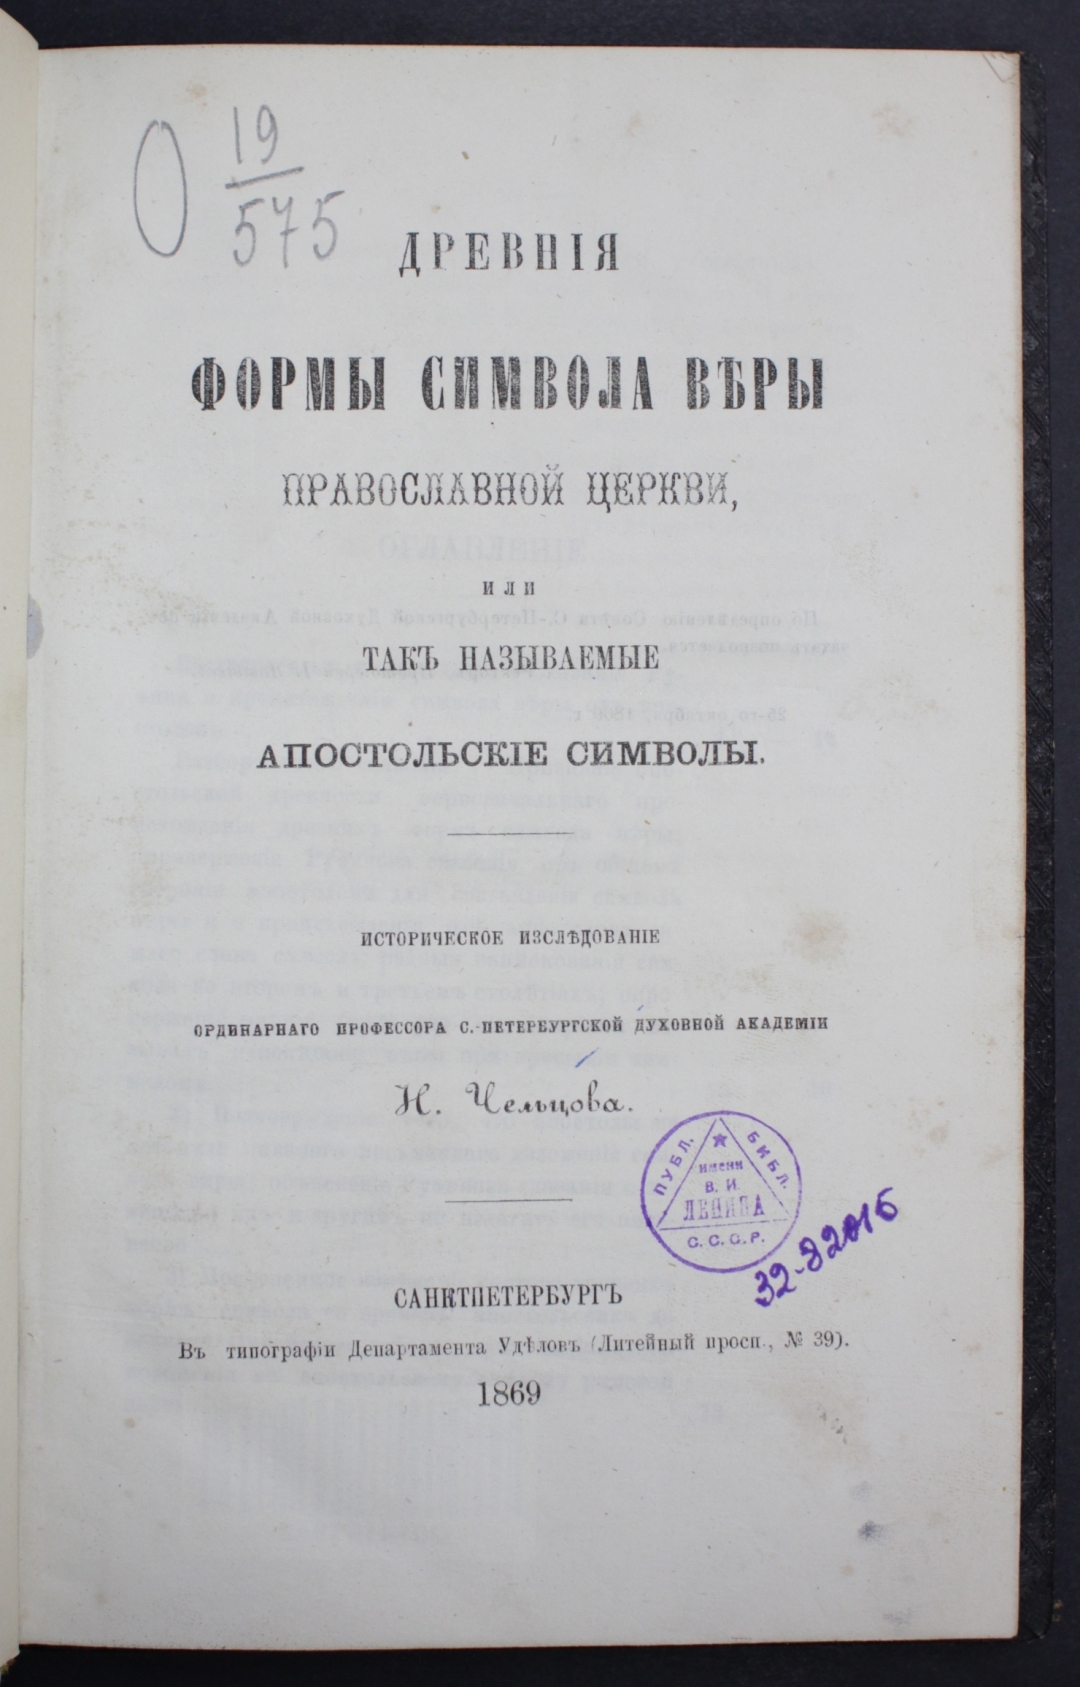 О 19
575
ДРЕВНІЯ
ФОРМЫ СИМВОЛА ВѢРЫ
ПРАВОСЛАВНОЙ ЦЕРКВИ,
ИЛИ
ТАКЪ НАЗЫВАЕМЫЕ
АПОСТОЛЬСКІЕ СИМВОЛЫ.
ИСТОРИЧЕСКОЕ ИЗСЛѢДОВАНІЕ
ОРДИНАРНАГО ПРОФЕССОРА С.-ПЕТЕРБУРГСКОЙ ДУХОВНОЙ АКАДЕМІИ
И. Чельцова.
ПУБЛ. БИБЛ.
ИМЕНИ
В. И.
ЛЕНИНА
С. С. С. Р.
32-82016
САНКТПЕТЕРБУРГЪ
Въ типографіи Департамента Удѣловъ (Литейный просп., № 39).
1869